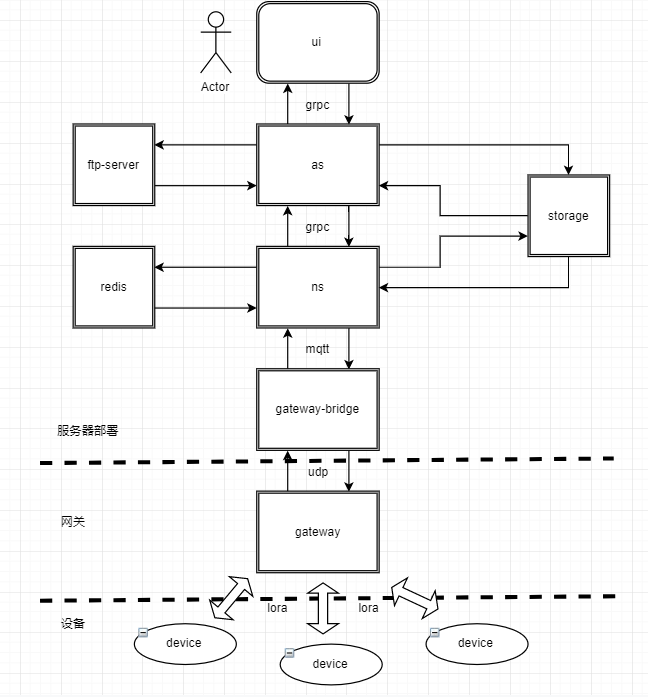 ui
Actor
grpc
ftp-server
as
storage
grpc
redis
ns
mqtt
gateway-bridge
服务器部署
udp
网关
gateway
lora
lora
设备
device
device
device